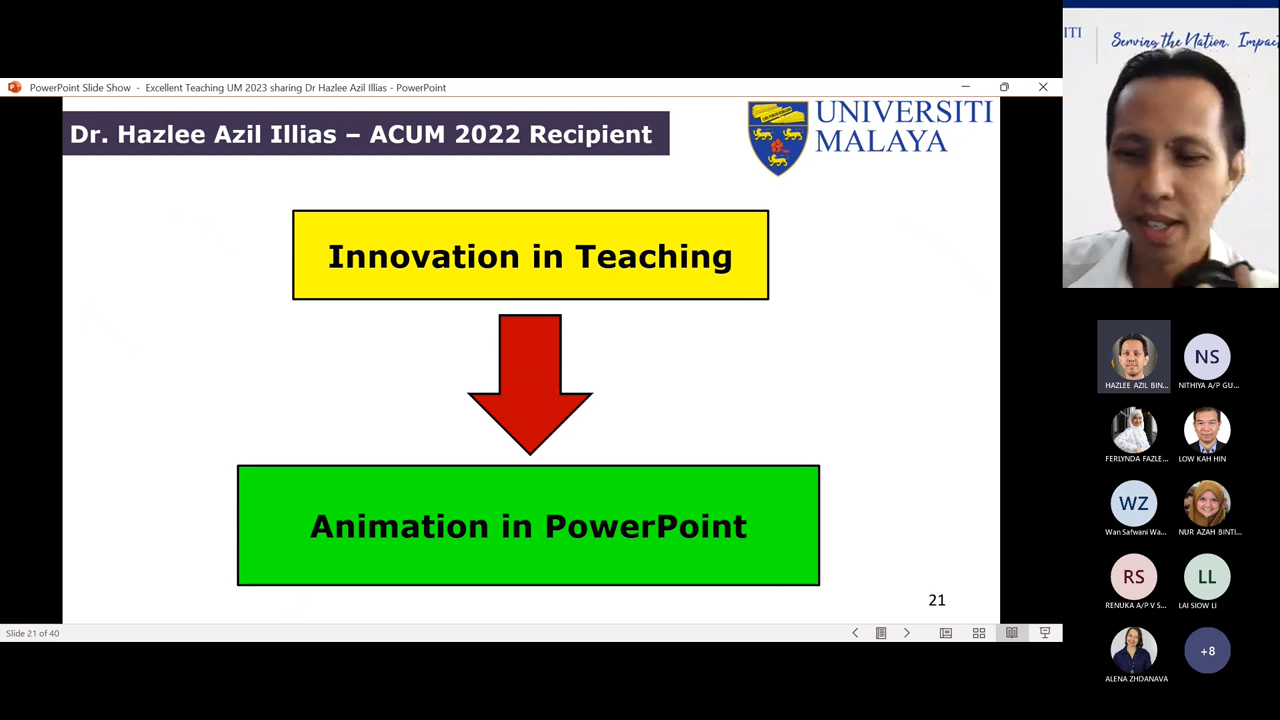 ITI
Serving the Nation. Impac
PowerPoint Slide Show - Excellent Teaching UM 2023 sharing Dr Hazlee Azil Illias - PowerPoint
Dr. Hazlee Azil Illias – ACUM 2022 Recipient
UNIVERSITI
MALAYA
Innovation in Teaching
Animation in PowerPoint
21
Slide 21 of 40
HAZLEE AZIL BIN...
NS
NITHIYA A/P GU...
FERLYNDA FAZLE...
LOW KAH HIN
WZ
Wan Safwani Wa...
NUR AZAH BINTI...
RS
RENUKA A/P V S...
LL
LAI SIOW LI
ALENA ZHDANAVA
+8